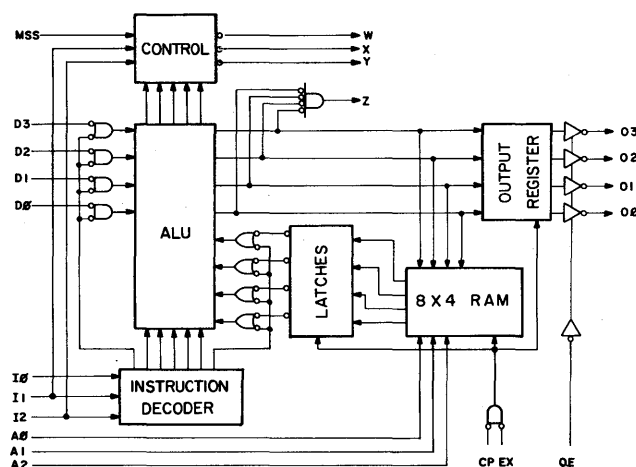 MSS
CONTROL
W
X
Y
Z
D3
D2
D1
DØ
ALU
LATCHES
8 X 4 RAM
OUTPUT
REGISTER
O3
O2
O1
OØ
IØ
I1
I2
INSTRUCTION
DECODER
AØ
A1
A2
CP EX
OE